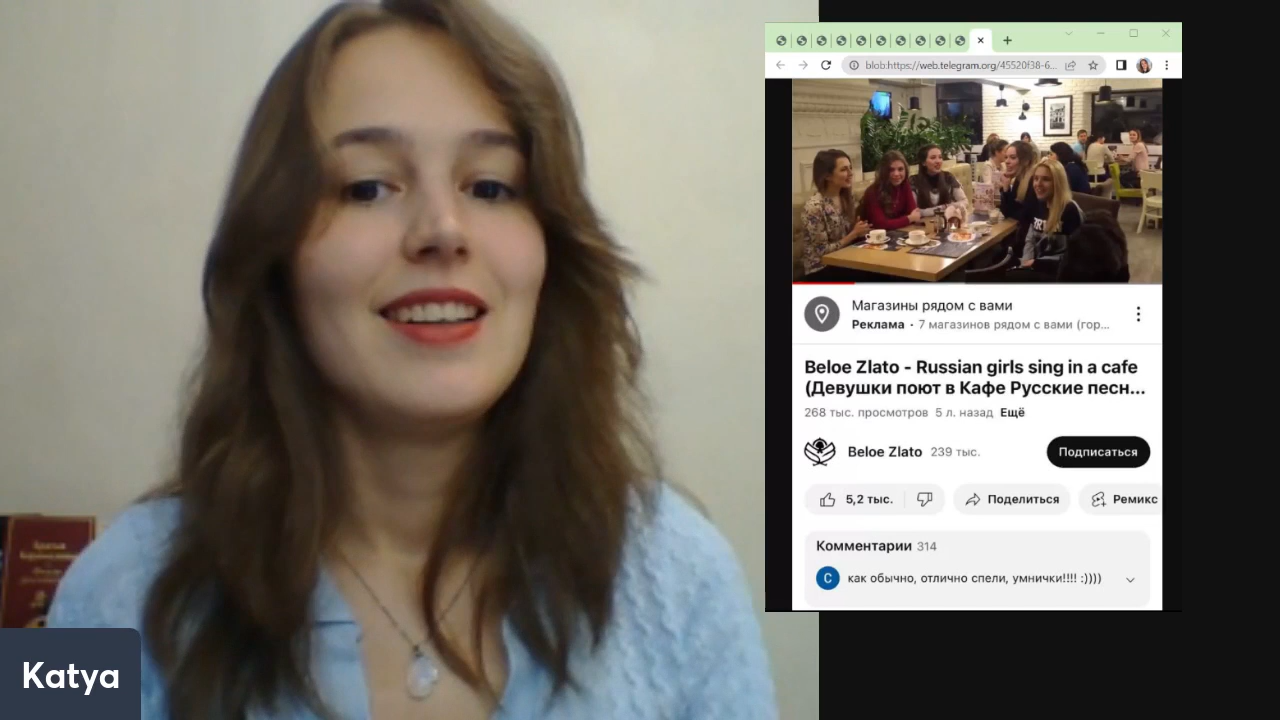 blob:https://web.telegram.org/45520f38-6...
Магазины рядом с вами
Реклама · 7 магазинов рядом с вами (гор...
Beloe Zlato - Russian girls sing in a cafe
(Девушки поют в Кафе Русские песн...
268 тыс. просмотров 5 л. назад Ещё
Beloe Zlato 239 тыс.
Подписаться
5,2 тыс.
Поделиться
Ремикс
Комментарии 314
C как обычно, отлично спели, умнички!!!! :))))
Братья
Katya